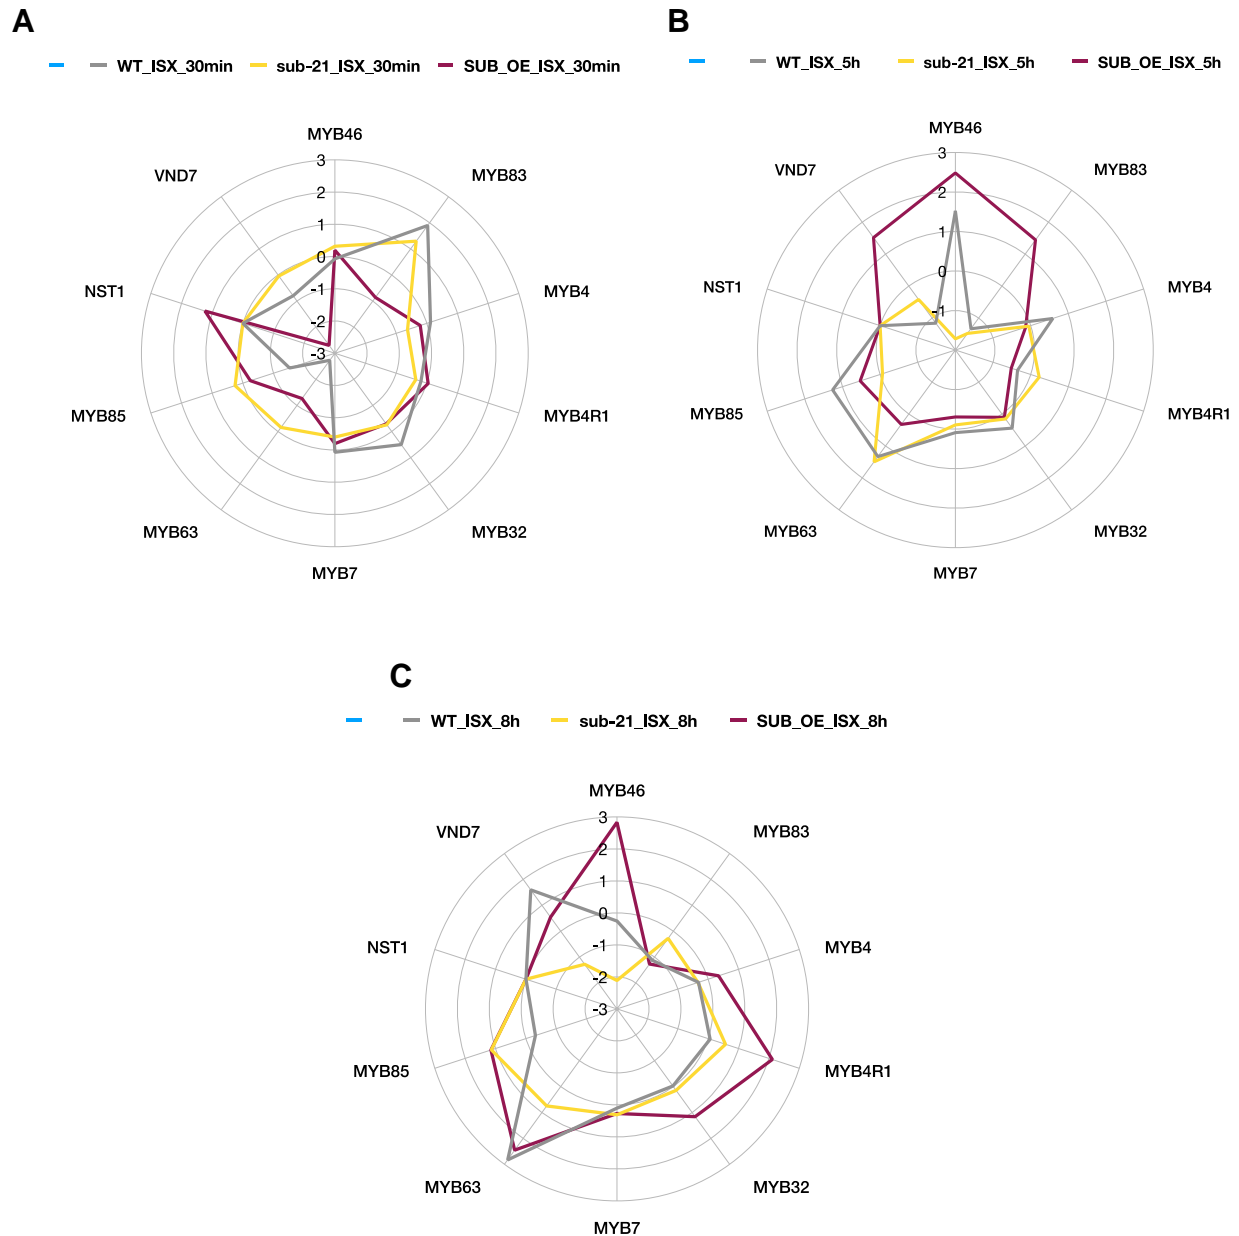 A
WT_ISX_30min sub-21_ISX_30min SUB_OE_ISX_30min
MYB46
VND7 MYB83
3
2
1
0
-1
-2
-3
NST1 MYB4
MYB85 MYB4R1
MYB63 MYB32
MYB7
B
WT_ISX_5h sub-21_ISX_5h SUB_OE_ISX_5h
MYB46
VND7 MYB83
3
2
1
0
-1
NST1 MYB4
MYB85 MYB4R1
MYB63 MYB32
MYB7
C
WT_ISX_8h sub-21_ISX_8h SUB_OE_ISX_8h
MYB46
VND7 MYB83
3
2
1
0
-1
-2
-3
NST1 MYB4
MYB85 MYB4R1
MYB63 MYB32
MYB7